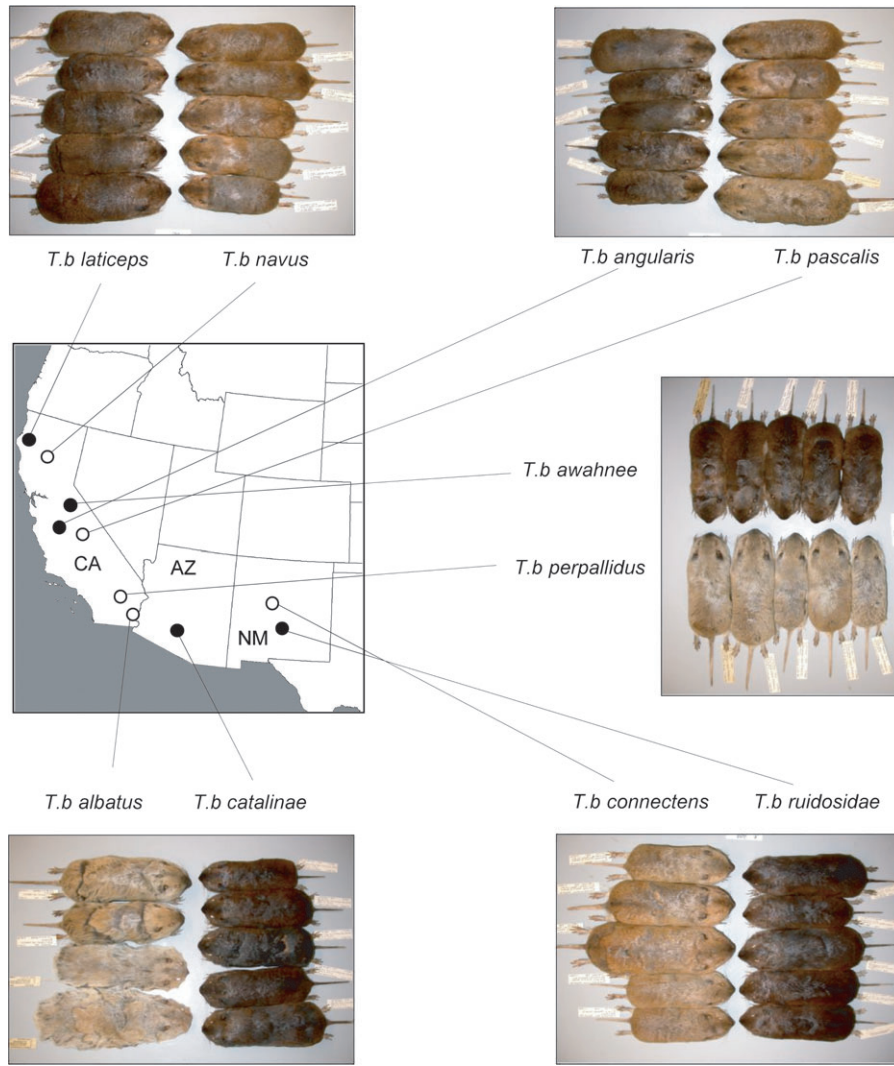 T.b laticeps
T.b navus
T.b angularis
T.b pascalis
T.b awahnee
T.b perpallidus
CA
AZ
NM
T.b albatus
T.b catalinae
T.b connectens
T.b ruidosidae